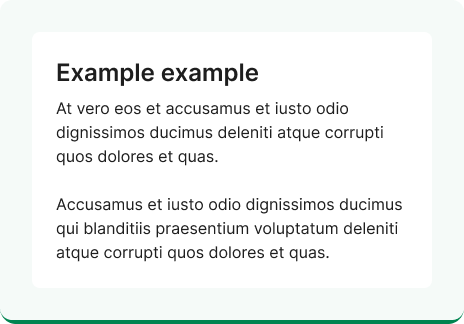 Example example
At vero eos et accusamus et iusto odio
dignissimos ducimus deleniti atque corrupti
quos dolores et quas.
Accusamus et iusto odio dignissimos ducimus
qui blanditiis praesentium voluptatum deleniti
atque corrupti quos dolores et quas.